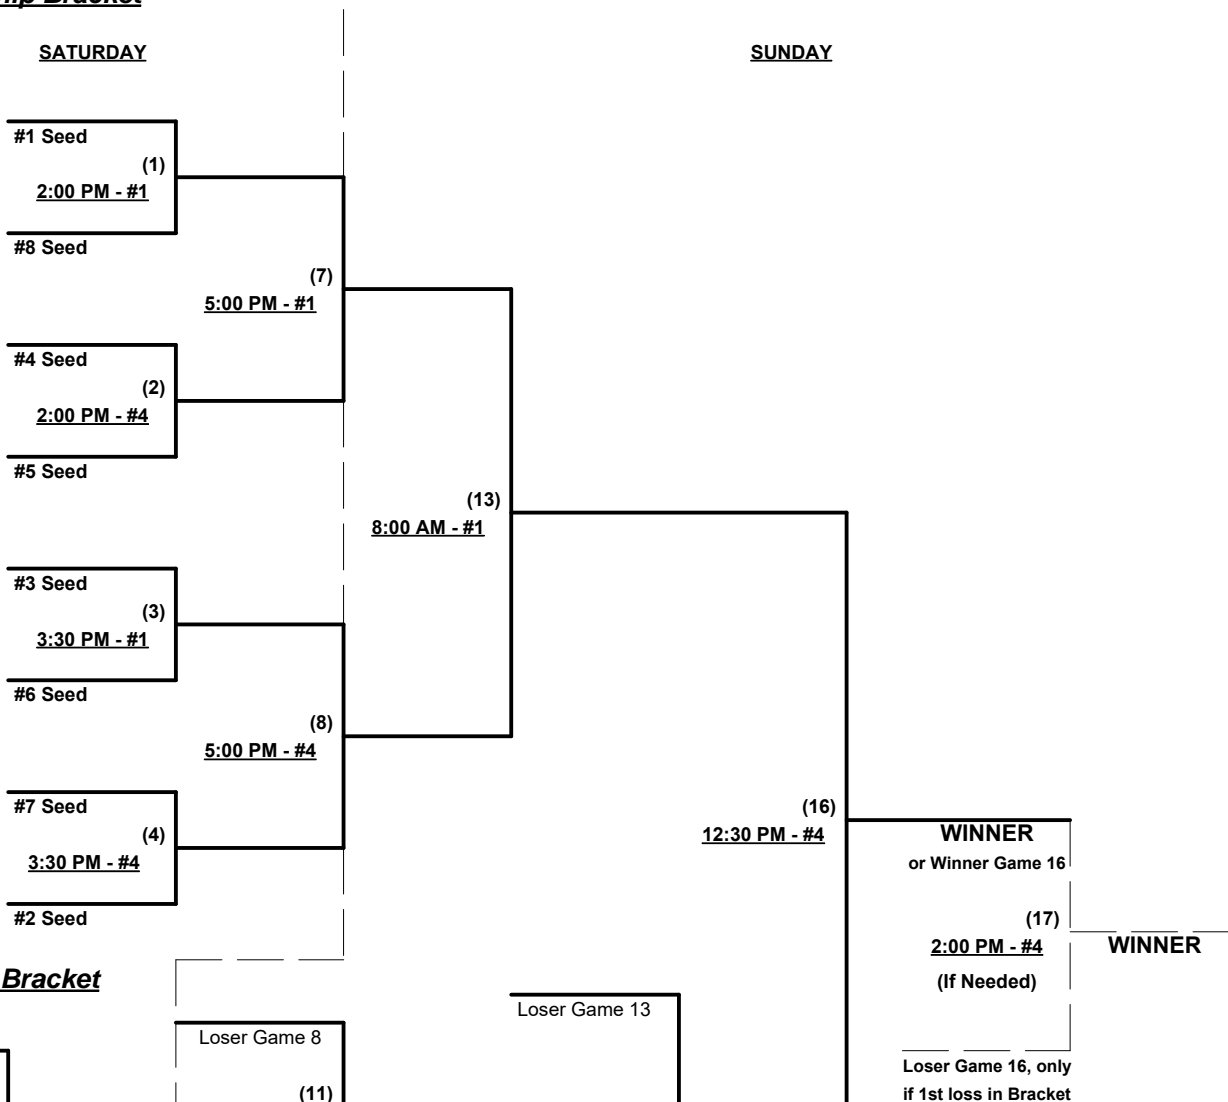 Bracket
SATURDAY
SUNDAY
#1 Seed
(1)
2:00 PM - #1
#8 Seed
(7)
5:00 PM - #1
#4 Seed
(2)
2:00 PM - #4
#5 Seed
(13)
8:00 AM - #1
#3 Seed
(3)
3:30 PM - #1
#6 Seed
(8)
5:00 PM - #4
#7 Seed
(4)
3:30 PM - #4
#2 Seed
(16)
12:30 PM - #4
WINNER
or Winner Game 16
(17)
2:00 PM - #4
(If Needed)
WINNER
Bracket
Loser Game 13
Loser Game 8
(11)
Loser Game 16, only
if 1st loss in Bracket